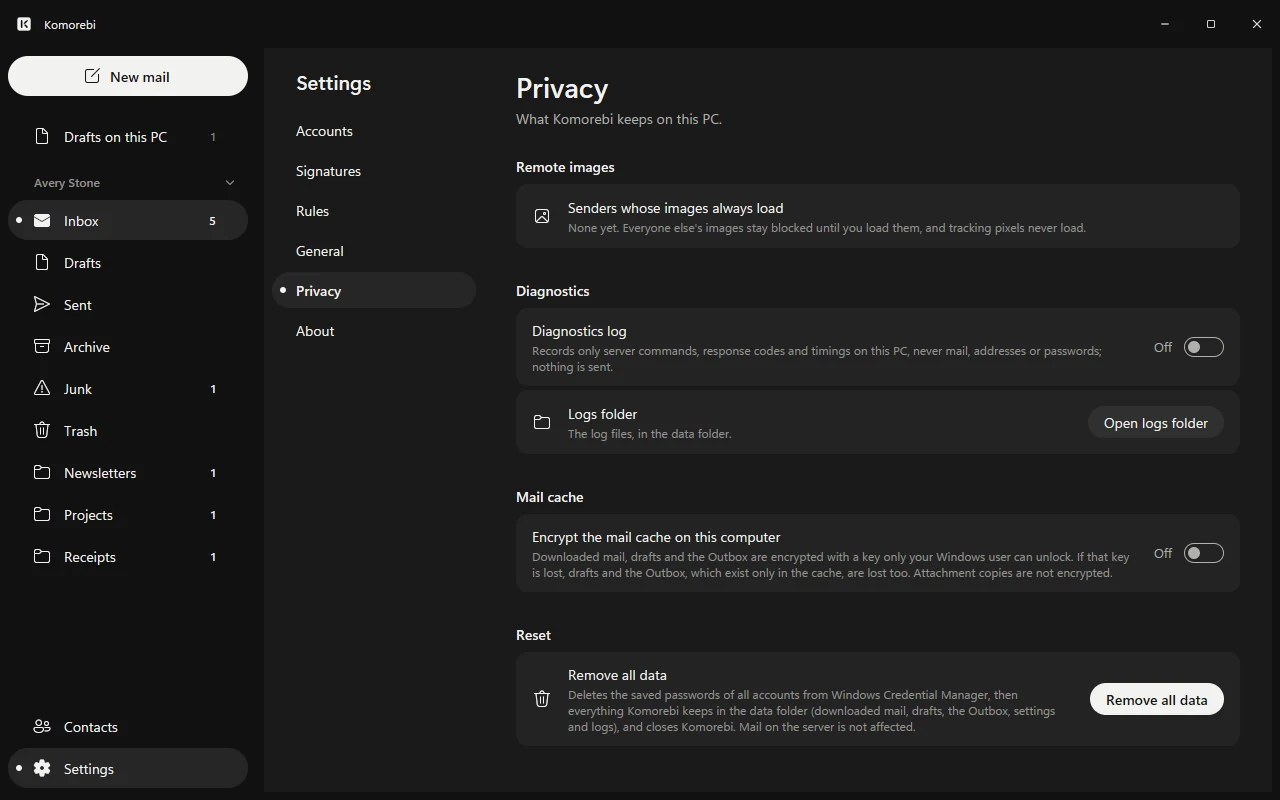 Komorebi
New mail
Drafts on this PC 1
Avery Stone
Inbox 5
Drafts
Sent
Archive
Junk 1
Trash
Newsletters 1
Projects 1
Receipts 1
Contacts
Settings
Settings
Accounts
Signatures
Rules
General
Privacy
About
Privacy
What Komorebi keeps on this PC.
Remote images
Senders whose images always load
None yet. Everyone else's images stay blocked until you load them, and tracking pixels never load.
Diagnostics
Diagnostics log
Records only server commands, response codes and timings on this PC, never mail, addresses or passwords;
nothing is sent.
Off
Logs folder
The log files, in the data folder.
Open logs folder
Mail cache
Encrypt the mail cache on this computer
Downloaded mail, drafts and the Outbox are encrypted with a key only your Windows user can unlock. If that key
is lost, drafts and the Outbox, which exist only in the cache, are lost too. Attachment copies are not encrypted.
Off
Reset
Remove all data
Deletes the saved passwords of all accounts from Windows Credential Manager, then
everything Komorebi keeps in the data folder (downloaded mail, drafts, the Outbox, settings
and logs), and closes Komorebi. Mail on the server is not affected.
Remove all data